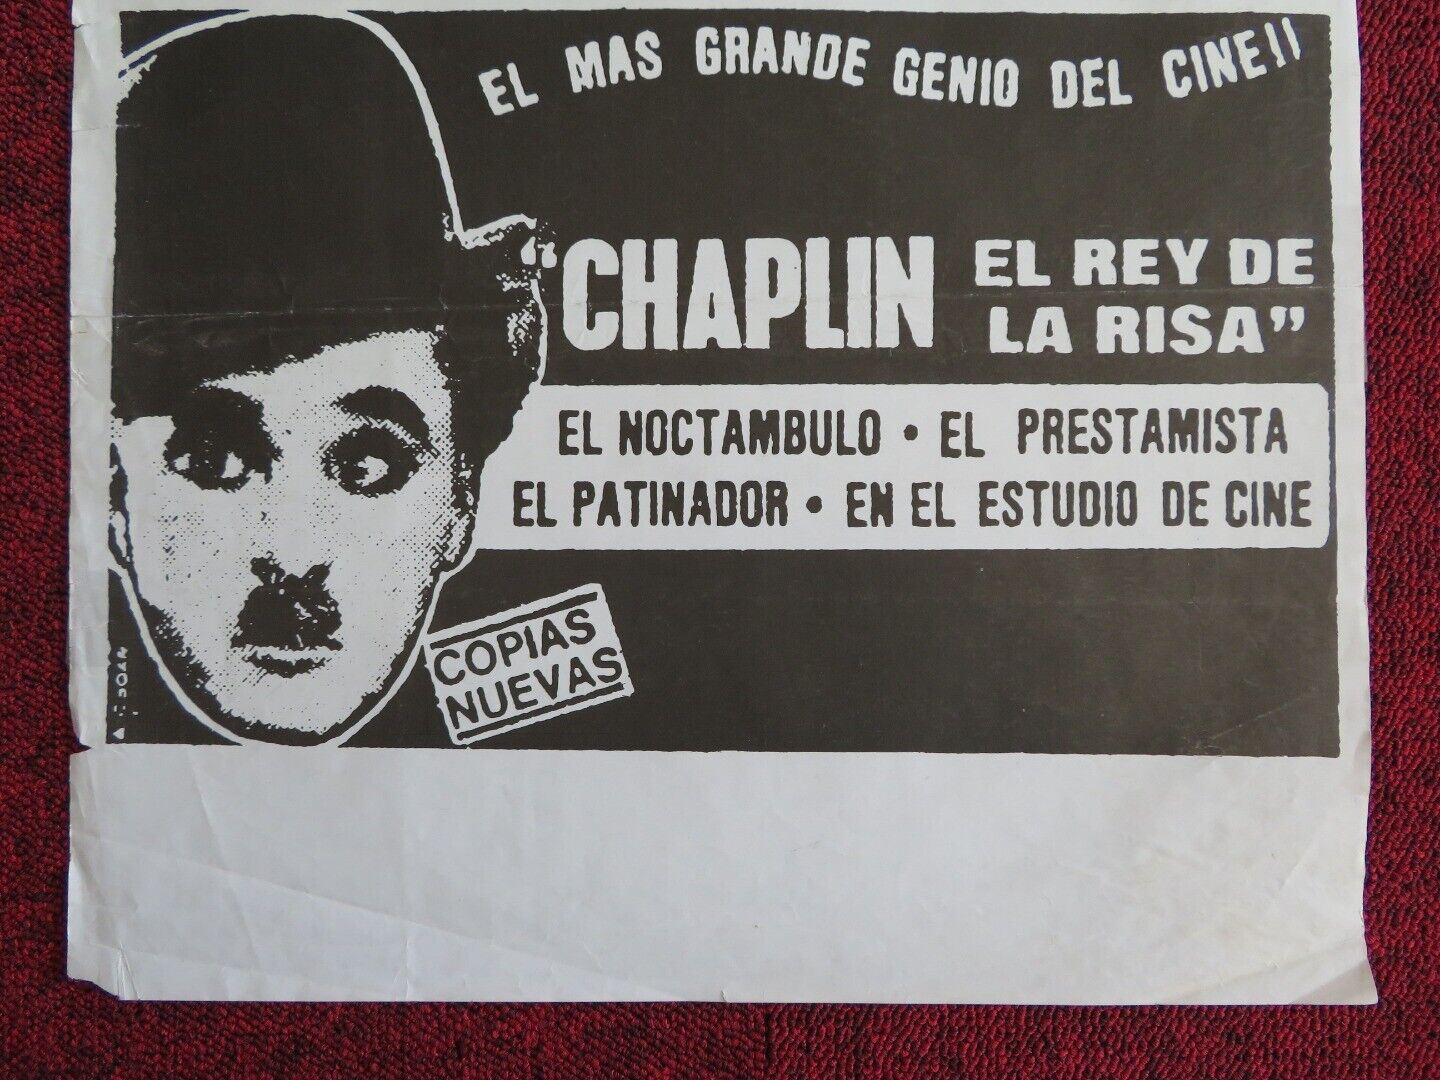 EL MAS GRANDE GENIO DEL CINE!!
"CHAPLIN EL REY DE
LA RISA"
EL NOCTAMBULO • EL PRESTAMISTA
EL PATINADOR • EN EL ESTUDIO DE CINE
COPIAS
NUEVAS